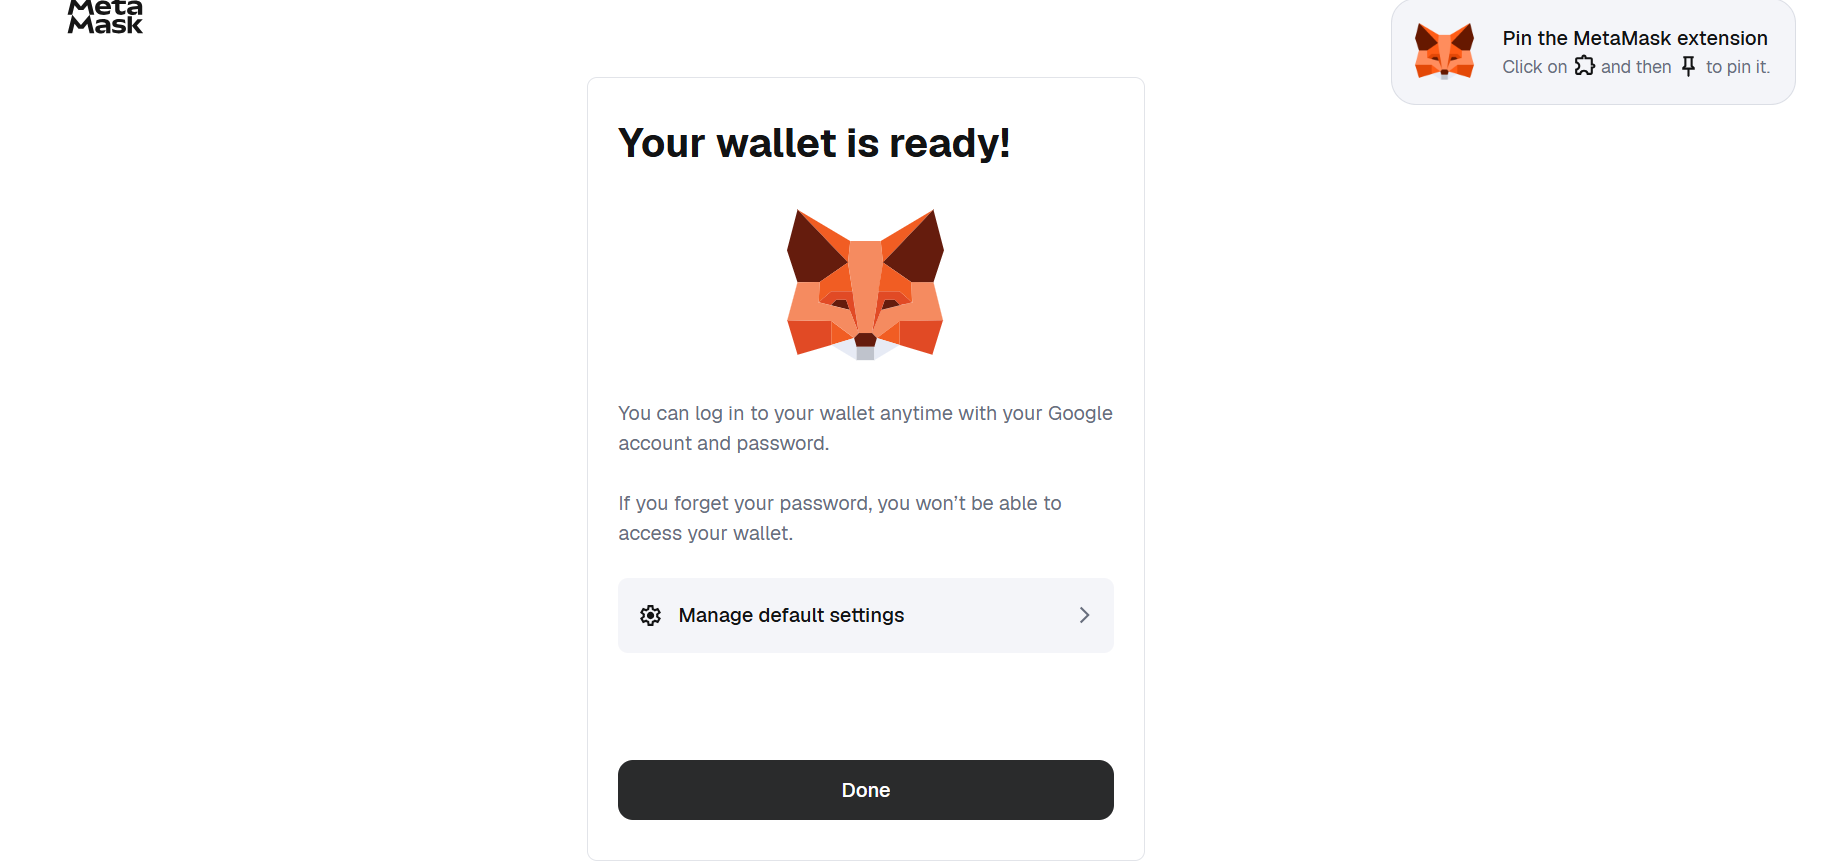 Meta
Mask
Pin the MetaMask extension
Click on and then to pin it.
Your wallet is ready!
You can log in to your wallet anytime with your Google
account and password.
If you forget your password, you won’t be able to
access your wallet.
Manage default settings
Done